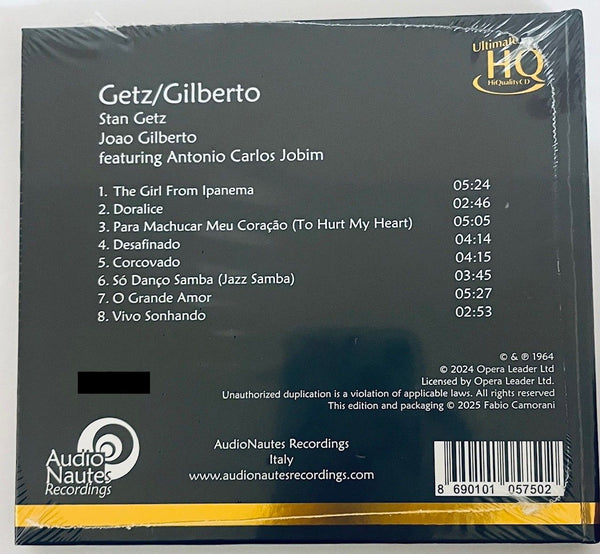 Ultimate
HQ
HiQualityCD
Getz/Gilberto
Stan Getz
Joao Gilberto
featuring Antonio Carlos Jobim
1. The Girl From Ipanema 05:24
2. Doralice 02:46
3. Para Machucar Meu Coração (To Hurt My Heart) 05:05
4. Desafinado 04:14
5. Corcovado 04:15
6. Só Danço Samba (Jazz Samba) 03:45
7. O Grande Amor 05:27
8. Vivo Sonhando 02:53
© & ℗ 1964
© 2024 Opera Leader Ltd
Licensed by Opera Leader Ltd.
Unauthorized duplication is a violation of applicable laws. All rights reserved
This edition and packaging © 2025 Fabio Camorani
Audio
Nautes
Recordings
AudioNautes Recordings
Italy
www.audionautesrecordings.com
8 690101 057502